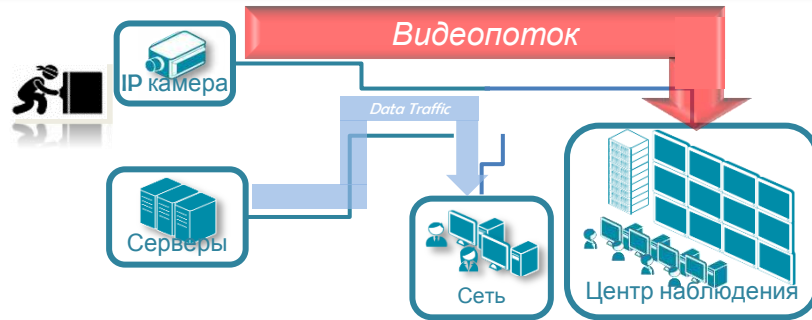 Видеопоток
IP камера
Data Traffic
Серверы
Сеть
Центр наблюдения